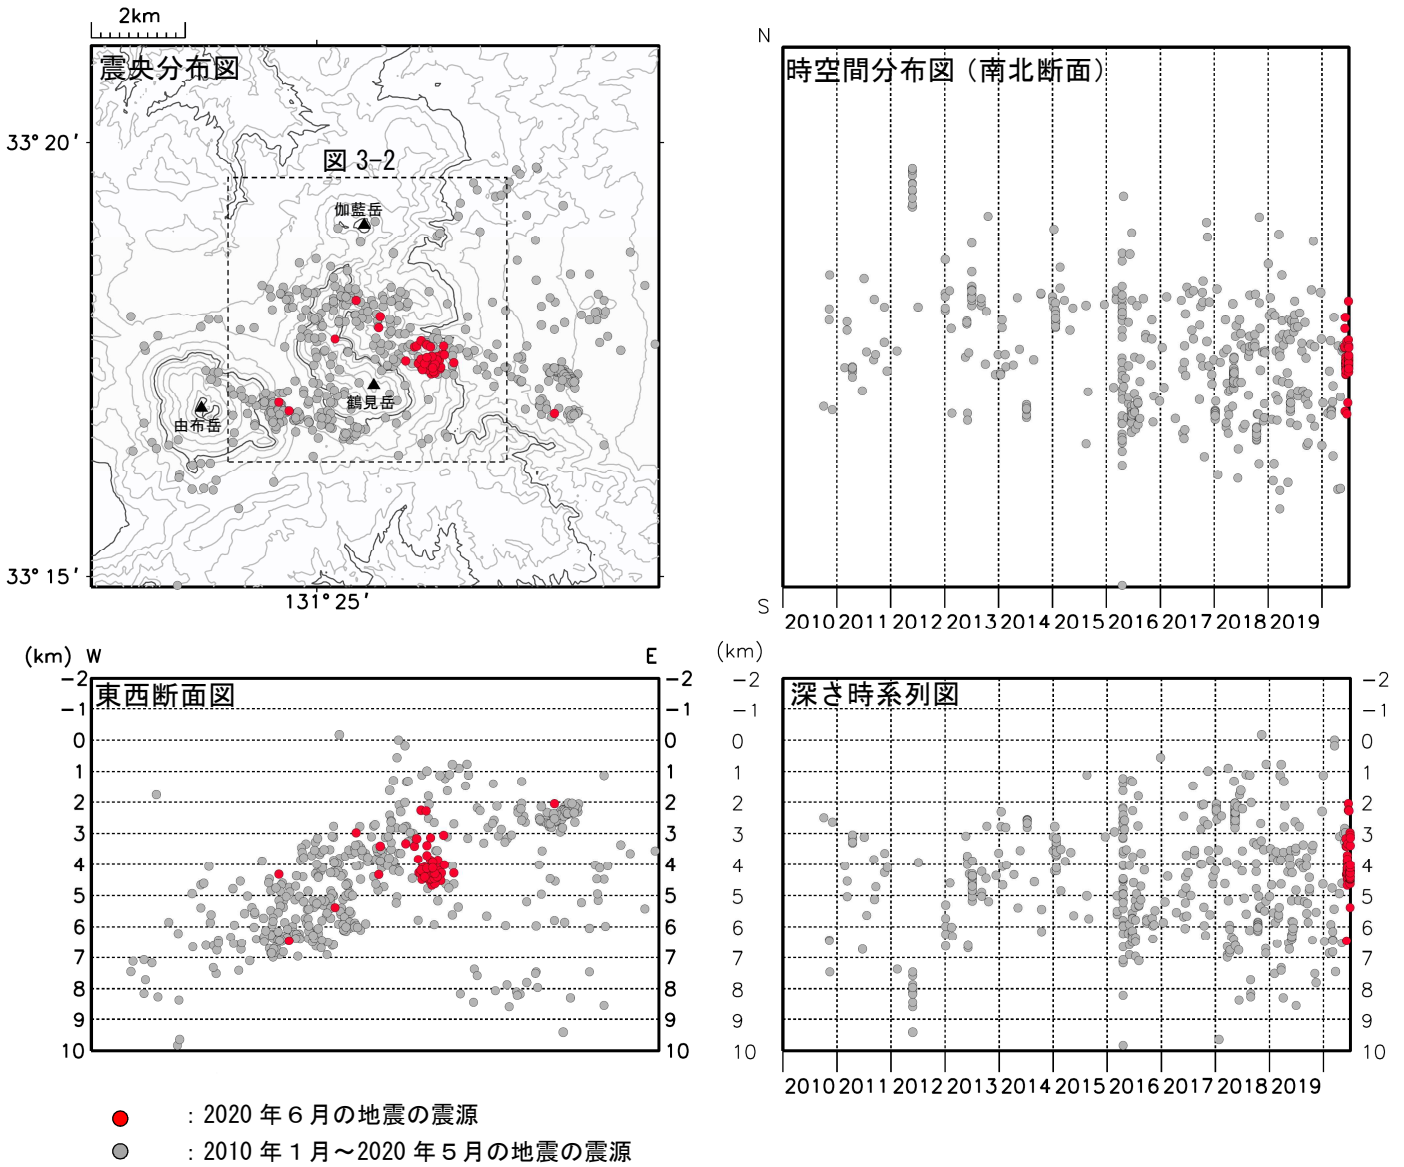 2km
震央分布図
33° 20′
図 3-2
伽藍岳
鶴見岳
由布岳
33° 15′
131° 25′
N
時空間分布図（南北断面）
S
2010 2011 2012 2013 2014 2015 2016 2017 2018 2019
(km) W E
東西断面図
-2 -2
-1 -1
0 0
1 1
2 2
3 3
4 4
5 5
6 6
7 7
8 8
9 9
10 10
(km)
深さ時系列図
-2 -2
-1 -1
0 0
1 1
2 2
3 3
4 4
5 5
6 6
7 7
8 8
9 9
10 10
2010 2011 2012 2013 2014 2015 2016 2017 2018 2019
：2020 年６月の地震の震源
：2010 年１月～2020 年５月の地震の震源